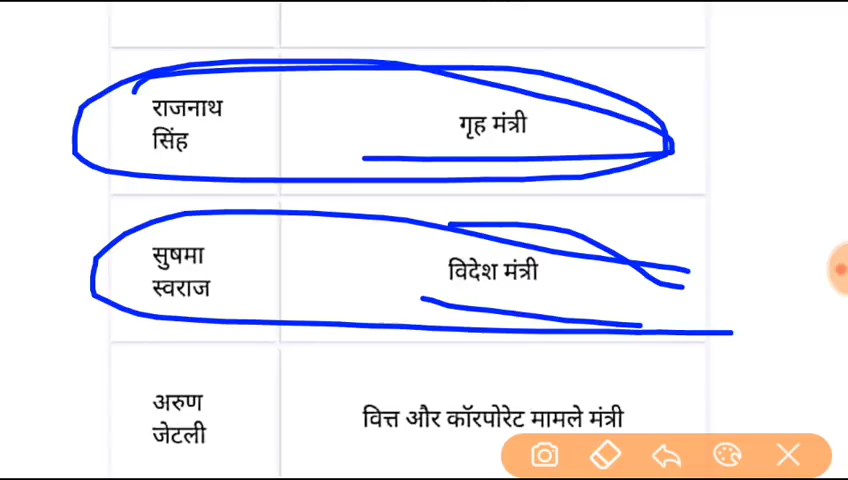 राजनाथ
सिंह
गृह मंत्री
सुषमा
स्वराज
विदेश मंत्री
अरुण
जेटली
वित्त और कॉरपोरेट मामले मंत्री